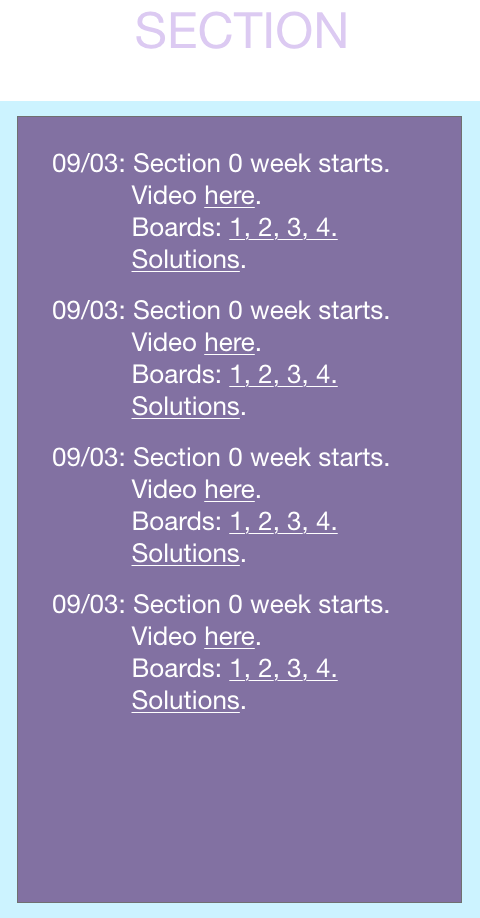 SECTION
09/03: Section 0 week starts.
Video here.
Boards: 1, 2, 3, 4.
Solutions.
09/03: Section 0 week starts.
Video here.
Boards: 1, 2, 3, 4.
Solutions.
09/03: Section 0 week starts.
Video here.
Boards: 1, 2, 3, 4.
Solutions.
09/03: Section 0 week starts.
Video here.
Boards: 1, 2, 3, 4.
Solutions.